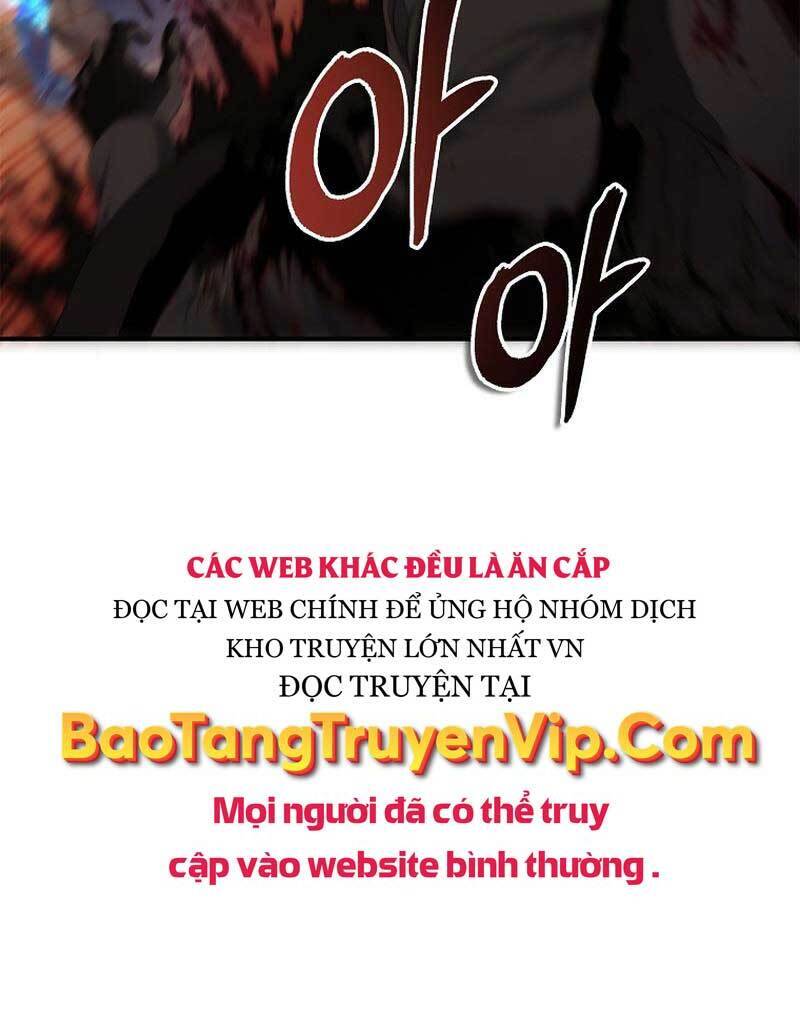 아
아
CÁC WEB KHÁC ĐỀU LÀ ĂN CẮP
ĐỌC TẠI WEB CHÍNH ĐỂ ỦNG HỘ NHÓM DỊCH
KHO TRUYỆN LỚN NHẤT VN
ĐỌC TRUYỆN TẠI
BaoTangTruyenVip.Com
Mọi người đã có thể truy
cập vào website bình thường .